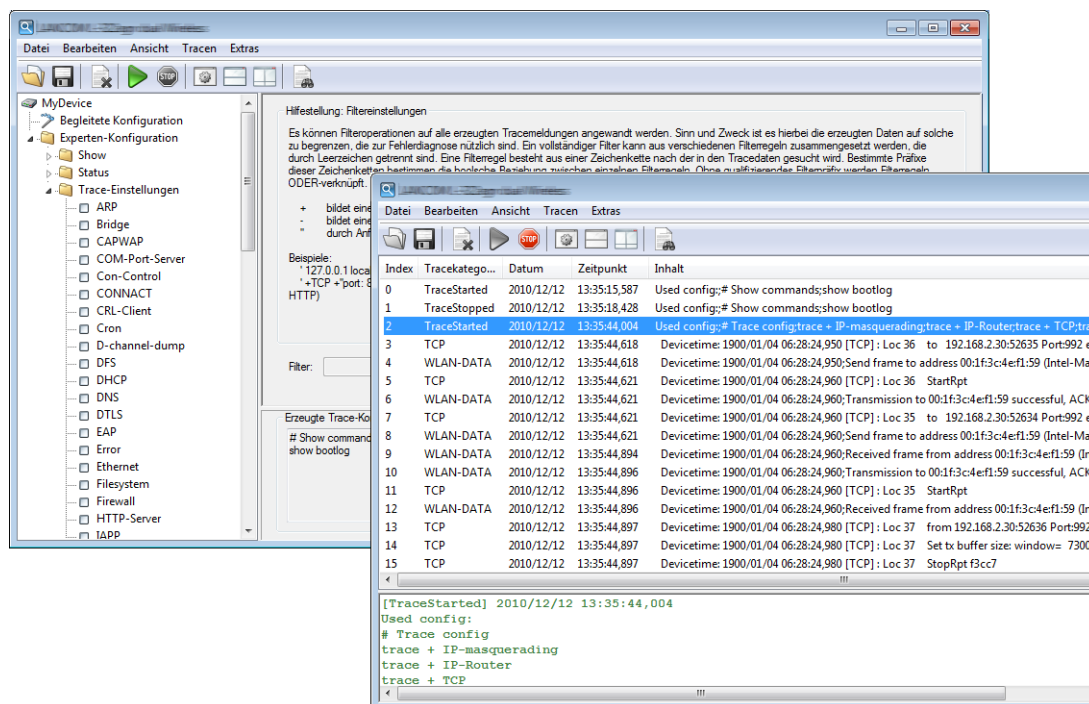 Datei Bearbeiten Ansicht Tracen Extras
MyDevice
Begleitete Konfiguration
Experten-Konfiguration
Show
Status
Trace-Einstellungen
ARP
Bridge
CAPWAP
COM-Port-Server
Con-Control
CONNACT
CRL-Client
Cron
D-channel-dump
DFS
DHCP
DNS
DTLS
EAP
Error
Ethernet
Filesystem
Firewall
HTTP-Server
IAPP
Hilfestellung: Filtereinstellungen
Es können Filteroperationen auf alle erzeugten Tracemeldungen angewandt werden. Sinn und Zweck ist es hierbei die erzeugten Daten auf solche
zu begrenzen, die zur Fehlerdiagnose nützlich sind. Ein vollständiger Filter kann aus verschiedenen Filterregeln zusammengesetzt werden, die
durch Leerzeichen getrennt sind. Eine Filterregel besteht aus einer Zeichenkette nach der in den Tracedaten gesucht wird. Bestimmte Präfixe
dieser Zeichenketten bestimmen die boolsche Beziehung zwischen einzelnen Filterregeln. Ohne qualifizierendes Filterpräfix werden Filterregeln
ODER-verknüpft.
+ bildet eine
- bildet eine
" durch Anf
Beispiele:
' 127.0.0.1 loca
' +TCP +"port: 8
HTTP)
Filter:
Erzeugte Trace-Ko
# Show command
show bootlog
Datei Bearbeiten Ansicht Tracen Extras
Index Tracekatego... Datum Zeitpunkt Inhalt
0 TraceStarted 2010/12/12 13:35:15,587 Used config:;# Show commands;show bootlog
1 TraceStopped 2010/12/12 13:35:18,428 Used config:;# Show commands;show bootlog
2 TraceStarted 2010/12/12 13:35:44,004 Used config:;# Trace config;trace + IP-masquerading;trace + IP-Router;trace + TCP;tra
3 TCP 2010/12/12 13:35:44,618 Devicetime: 1900/01/04 06:28:24,950 [TCP] : Loc 36 to 192.168.2.30:52635 Port:992 e
4 WLAN-DATA 2010/12/12 13:35:44,618 Devicetime: 1900/01/04 06:28:24,950;Send frame to address 00:1f:3c:4e:f1:59 (Intel-Ma
5 TCP 2010/12/12 13:35:44,621 Devicetime: 1900/01/04 06:28:24,960 [TCP] : Loc 36 StartRpt
6 WLAN-DATA 2010/12/12 13:35:44,621 Devicetime: 1900/01/04 06:28:24,960;Transmission to 00:1f:3c:4e:f1:59 successful, ACK
7 TCP 2010/12/12 13:35:44,621 Devicetime: 1900/01/04 06:28:24,960 [TCP] : Loc 35 to 192.168.2.30:52634 Port:992 e
8 WLAN-DATA 2010/12/12 13:35:44,621 Devicetime: 1900/01/04 06:28:24,960;Send frame to address 00:1f:3c:4e:f1:59 (Intel-Ma
9 WLAN-DATA 2010/12/12 13:35:44,894 Devicetime: 1900/01/04 06:28:24,960;Received frame from address 00:1f:3c:4e:f1:59 (In
10 WLAN-DATA 2010/12/12 13:35:44,896 Devicetime: 1900/01/04 06:28:24,960;Transmission to 00:1f:3c:4e:f1:59 successful, ACK
11 TCP 2010/12/12 13:35:44,896 Devicetime: 1900/01/04 06:28:24,960 [TCP] : Loc 35 StartRpt
12 WLAN-DATA 2010/12/12 13:35:44,896 Devicetime: 1900/01/04 06:28:24,960;Received frame from address 00:1f:3c:4e:f1:59 (In
13 TCP 2010/12/12 13:35:44,897 Devicetime: 1900/01/04 06:28:24,980 [TCP] : Loc 37 from 192.168.2.30:52636 Port:992
14 TCP 2010/12/12 13:35:44,897 Devicetime: 1900/01/04 06:28:24,980 [TCP] : Loc 37 Set tx buffer size: window= 7300
15 TCP 2010/12/12 13:35:44,897 Devicetime: 1900/01/04 06:28:24,980 [TCP] : Loc 37 StopRpt f3cc7
[TraceStarted] 2010/12/12 13:35:44,004
Used config:
# Trace config
trace + IP-masquerading
trace + IP-Router
trace + TCP